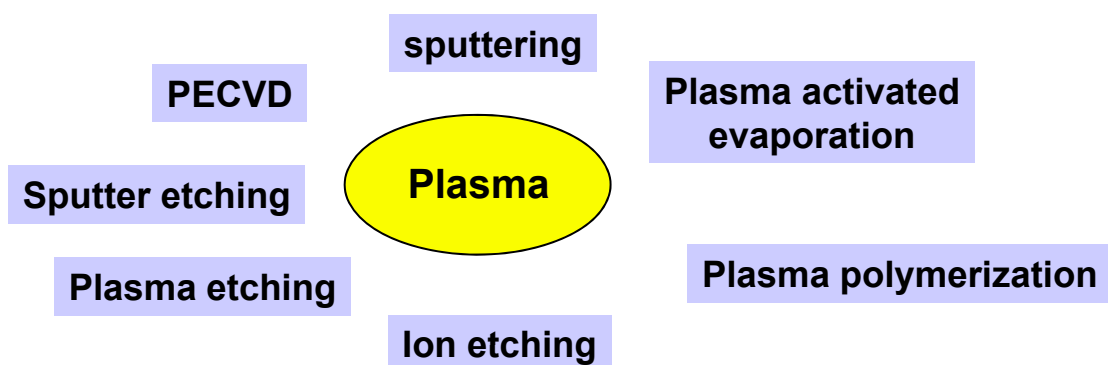 sputtering
PECVD
Plasma activated
evaporation
Plasma
Sputter etching
Plasma etching
Plasma polymerization
Ion etching